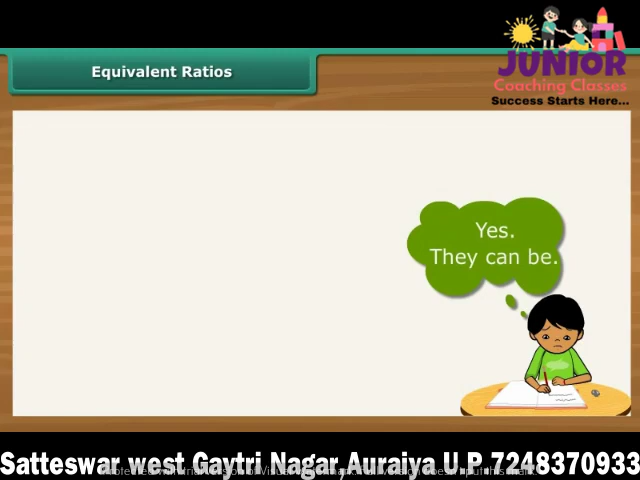 Equivalent Ratios
JUNIOR
Coaching Classes
Success Starts Here...
Yes.
They can be.
Satteswar west Gaytri Nagar,Auraiya U.P.7248370933